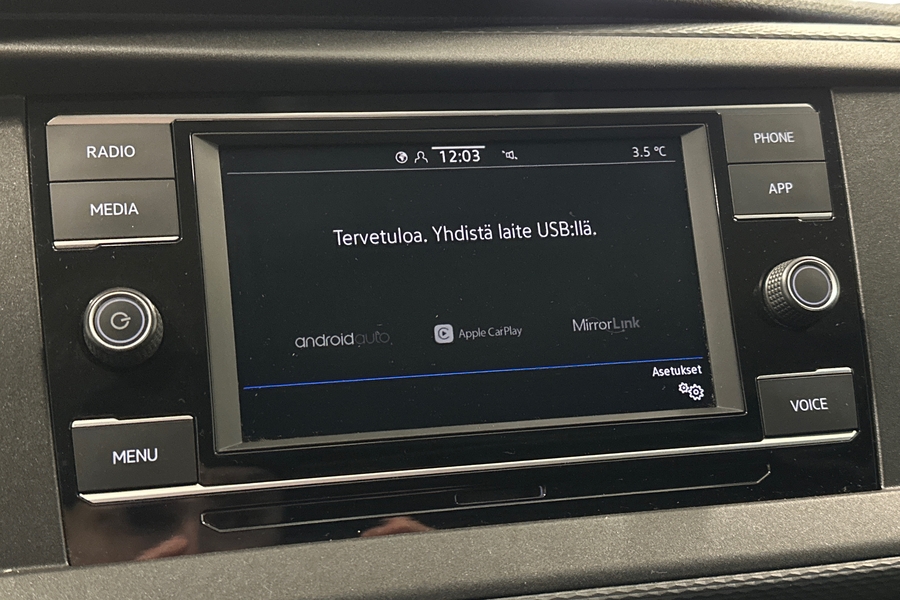 RADIO
MEDIA
MENU
12:03
3.5 °C
Tervetuloa. Yhdistä laite USB:llä.
androidauto
Apple CarPlay
MirrorLink
Asetukset
PHONE
APP
VOICE